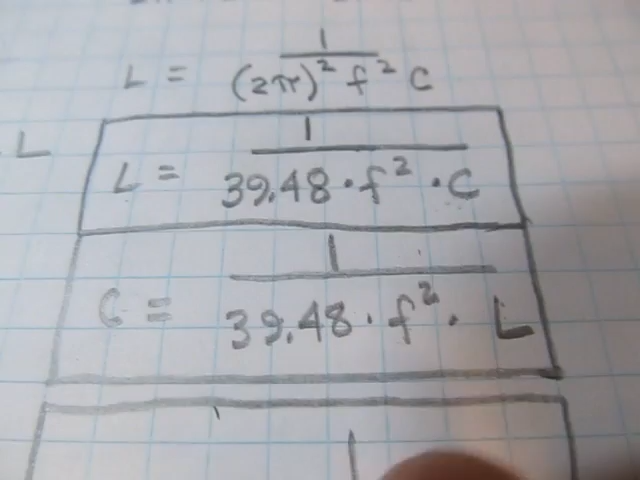 L = 1 / (2π)² f² C
L
L = 1 / 39.48 · f² · C
C = 1 / 39.48 · f² · L
1